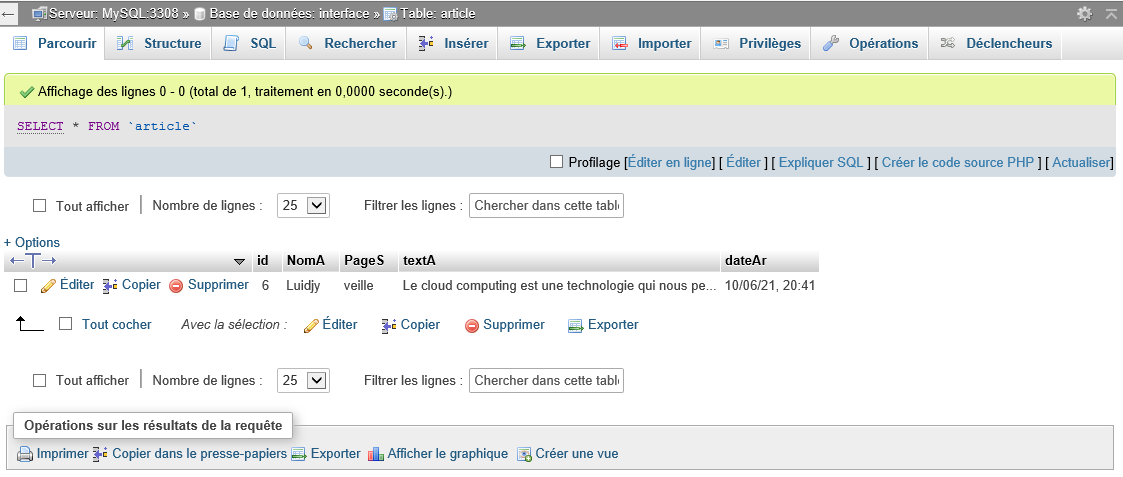 Serveur: MySQL:3308 » Base de données: interface » Table: article
Parcourir Structure SQL Rechercher Insérer Exporter Importer Privilèges Opérations Déclencheurs
Affichage des lignes 0 - 0 (total de 1, traitement en 0,0000 seconde(s).)
SELECT * FROM `article`
Profilage [Éditer en ligne] [ Éditer ] [ Expliquer SQL ] [ Créer le code source PHP ] [ Actualiser]
Tout afficher Nombre de lignes : 25 Filtrer les lignes : Chercher dans cette tabl
+ Options
id NomA PageS textA dateAr
Éditer Copier Supprimer 6 Luidjy veille Le cloud computing est une technologie qui nous pe... 10/06/21, 20:41
Tout cocher Avec la sélection : Éditer Copier Supprimer Exporter
Tout afficher Nombre de lignes : 25 Filtrer les lignes : Chercher dans cette tabl
Opérations sur les résultats de la requête
Imprimer Copier dans le presse-papiers Exporter Afficher le graphique Créer une vue